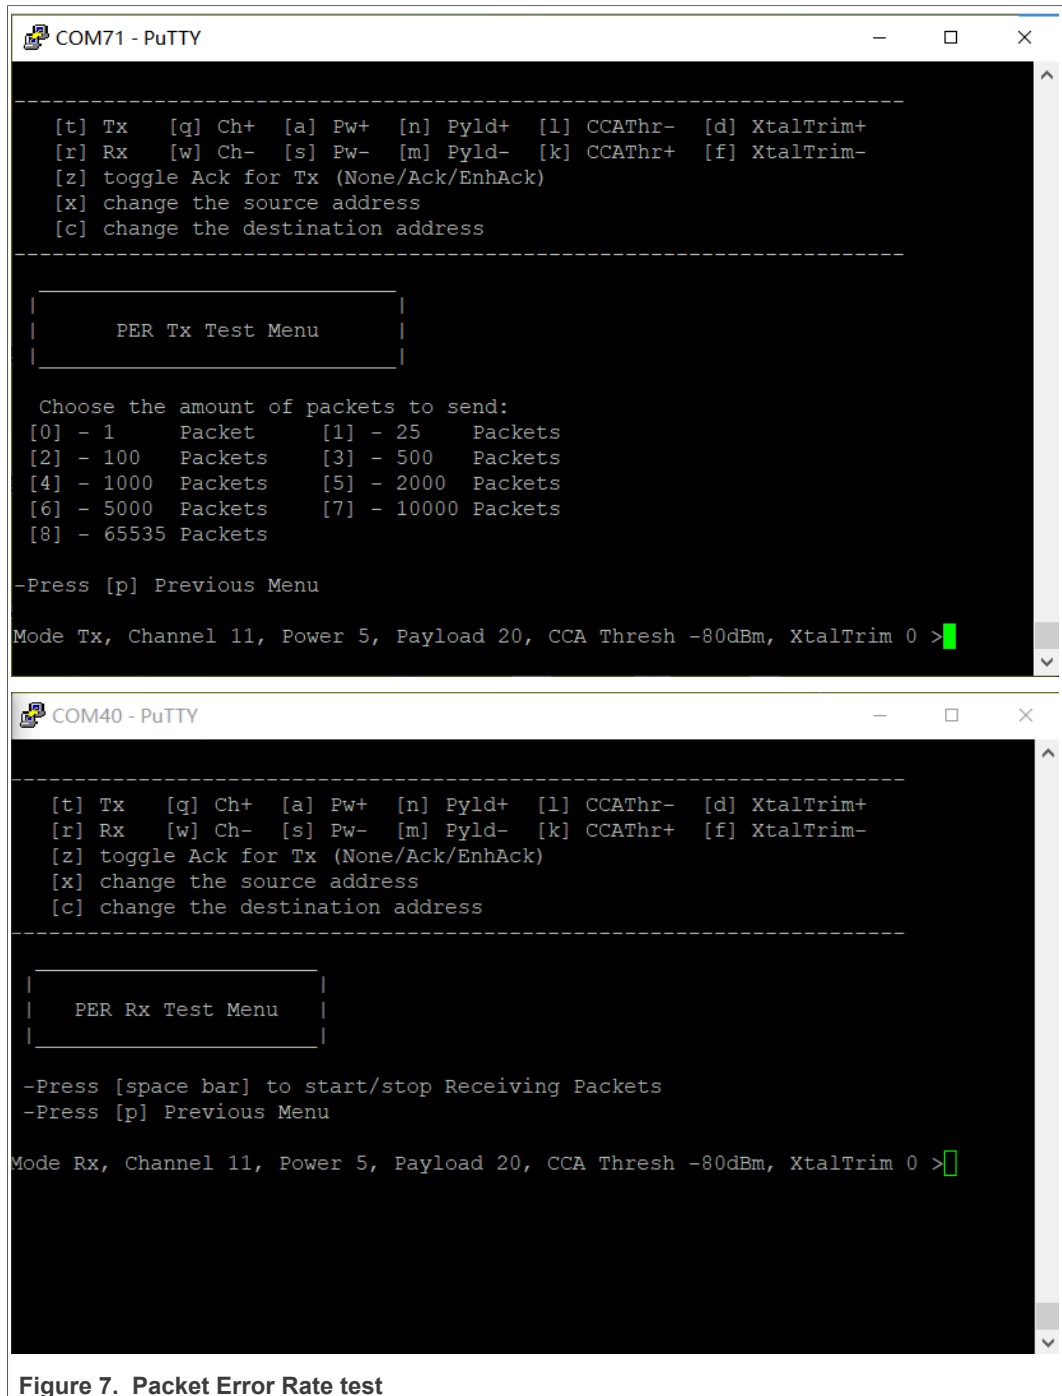 COM71 - PuTTY
-----------------------------------------------------------------------
[t] Tx   [q] Ch+  [a] Pw+  [n] Pyld+  [l] CCAThr-  [d] XtalTrim+
[r] Rx   [w] Ch-  [s] Pw-  [m] Pyld-  [k] CCAThr+  [f] XtalTrim-
[z] toggle Ack for Tx (None/Ack/EnhAck)
[x] change the source address
[c] change the destination address
-----------------------------------------------------------------------
PER Tx Test Menu
Choose the amount of packets to send:
[0] - 1     Packet     [1] - 25    Packets
[2] - 100   Packets    [3] - 500   Packets
[4] - 1000  Packets    [5] - 2000  Packets
[6] - 5000  Packets    [7] - 10000 Packets
[8] - 65535 Packets
-Press [p] Previous Menu
Mode Tx, Channel 11, Power 5, Payload 20, CCA Thresh -80dBm, XtalTrim 0 >
COM40 - PuTTY
-----------------------------------------------------------------------
[t] Tx   [q] Ch+  [a] Pw+  [n] Pyld+  [l] CCAThr-  [d] XtalTrim+
[r] Rx   [w] Ch-  [s] Pw-  [m] Pyld-  [k] CCAThr+  [f] XtalTrim-
[z] toggle Ack for Tx (None/Ack/EnhAck)
[x] change the source address
[c] change the destination address
-----------------------------------------------------------------------
PER Rx Test Menu
-Press [space bar] to start/stop Receiving Packets
-Press [p] Previous Menu
Mode Rx, Channel 11, Power 5, Payload 20, CCA Thresh -80dBm, XtalTrim 0 >
Figure 7. Packet Error Rate test